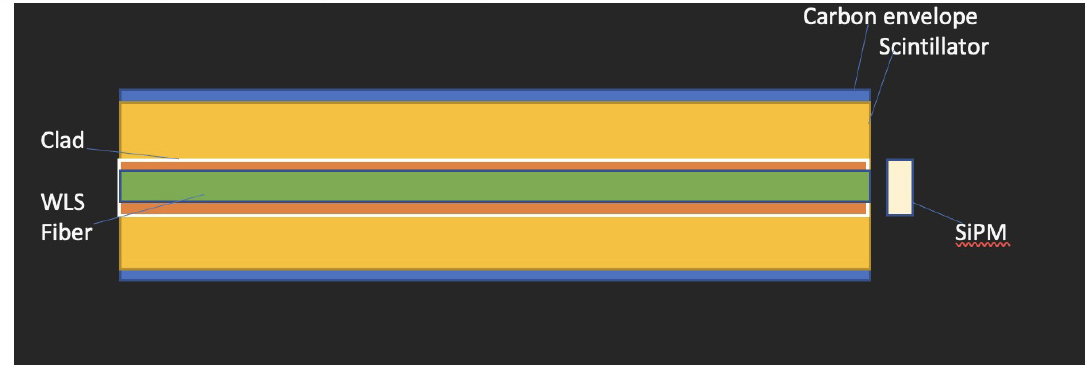 Carbon envelope
Scintillator
Clad
WLS
Fiber
SiPM